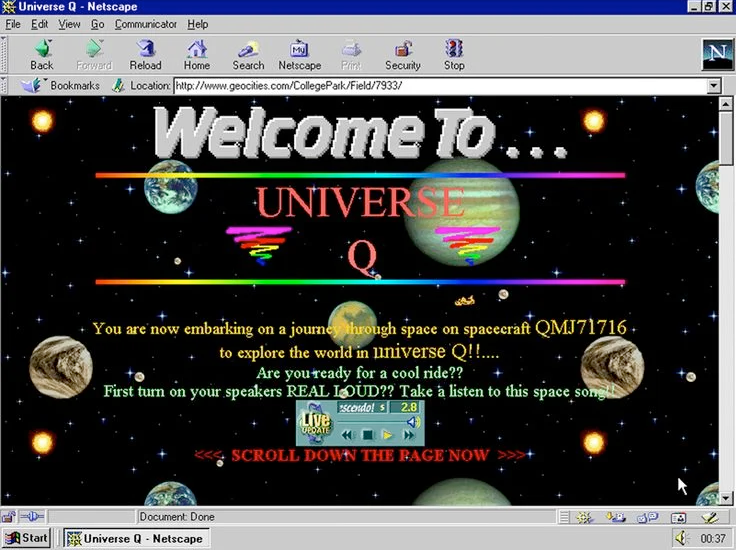 Universe Q - Netscape
File Edit View Go Communicator Help
Back Forward Reload Home Search Netscape Print Security Stop
My
N
Bookmarks Location: http://www.geocities.com/CollegePark/Field/7933/
Welcome To...
UNIVERSE
Q
You are now embarking on a journey through space on spacecraft QMJ71716
to explore the world in universe Q!!....
Are you ready for a cool ride??
First turn on your speakers REAL LOUD?? Take a listen to this space song!!
escendo! s 2.8
Live
UPDATE
<<< SCROLL DOWN THE PAGE NOW >>>
Document: Done
Start Universe Q - Netscape 00:37